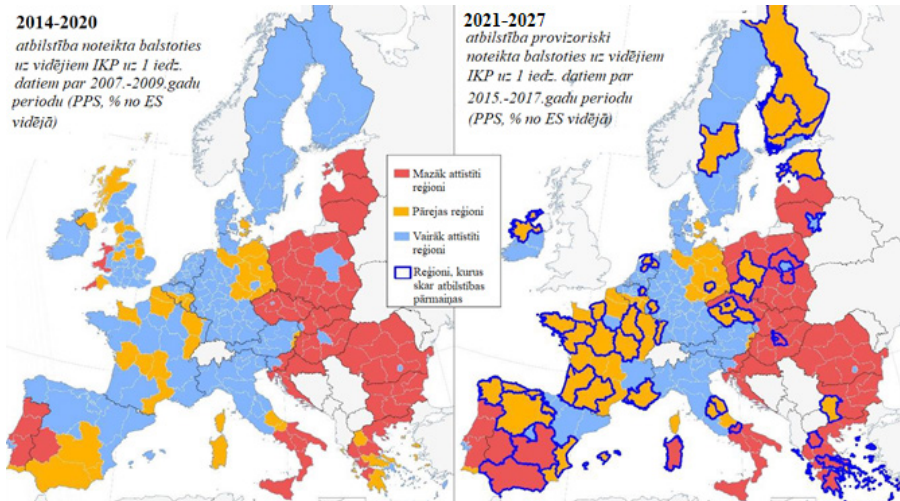 2014-2020
atbilstība noteikta balstoties
uz vidējiem IKP uz 1 iedz.
datiem par 2007.-2009.gadu
periodu (PPS, % no ES
vidējā)
2021-2027
atbilstība provizoriski
noteikta balstoties uz vidējiem
IKP uz 1 iedz. datiem par
2015.-2017.gadu periodu
(PPS, % no ES vidējā)
Mazāk attīstīti
reģioni
Pārejas reģioni
Vairāk attīstīti
reģioni
Reģioni, kurus
skar atbilstības
pārmaiņas